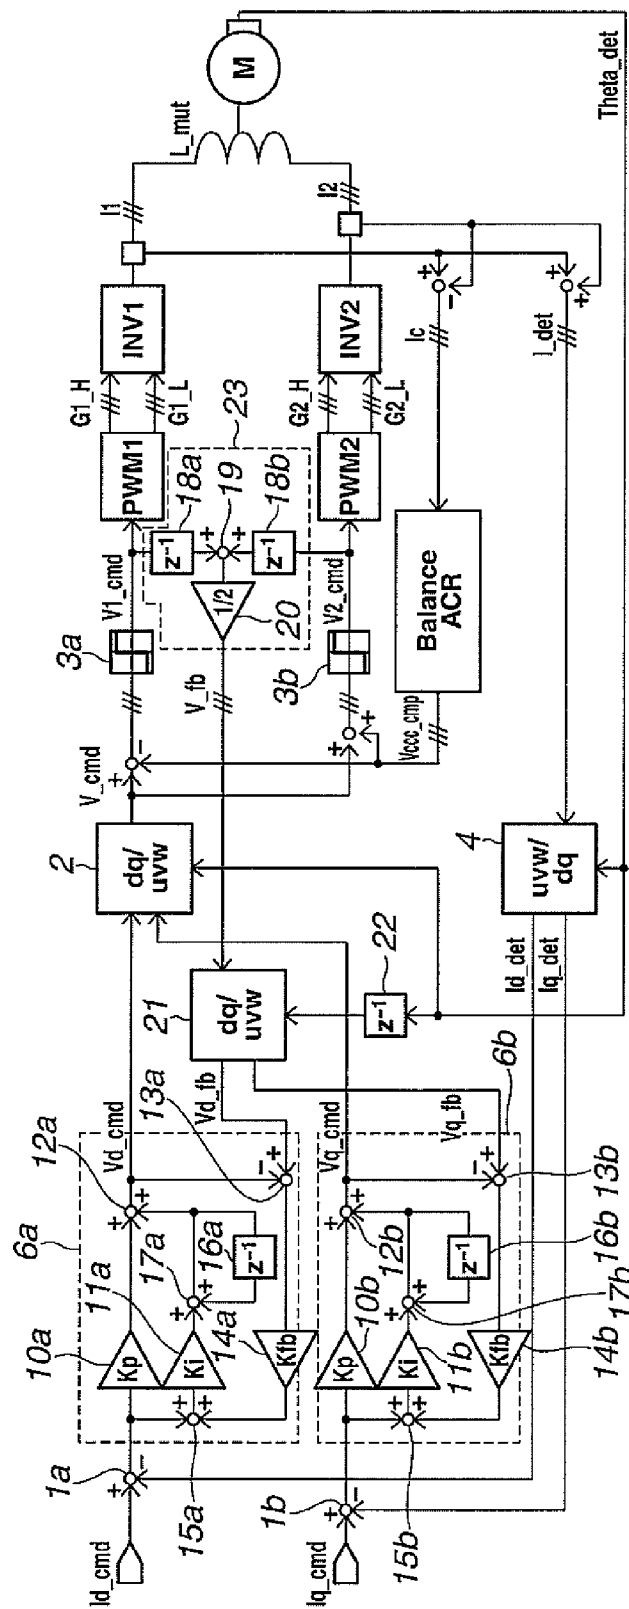 Id_cmd
1a
15a
10a
Kp
11a
Ki
14a
Kfb
6a
17a
16a
z⁻¹
12a
13a
Vd_cmd
Vd_fb
Iq_cmd
1b
15b
10b
Kp
11b
Ki
14b
Kfb
17b
16b
z⁻¹
12b
13b
6b
Vq_cmd
Vq_fb
21
dq/
uvw
22
z⁻¹
2
dq/
uvw
V_cmd
3a
V1_cmd
V_fb
3b
V2_cmd
1/2
20
z⁻¹
18a
19
z⁻¹
18b
23
PWM1
G1_H
G1_L
INV1
I1
PWM2
G2_H
G2_L
INV2
I2
L_mut
M
Vccc_cmp
Balance
ACR
Ic
I_det
4
uvw/
dq
Id_det
Iq_det
Theta_det